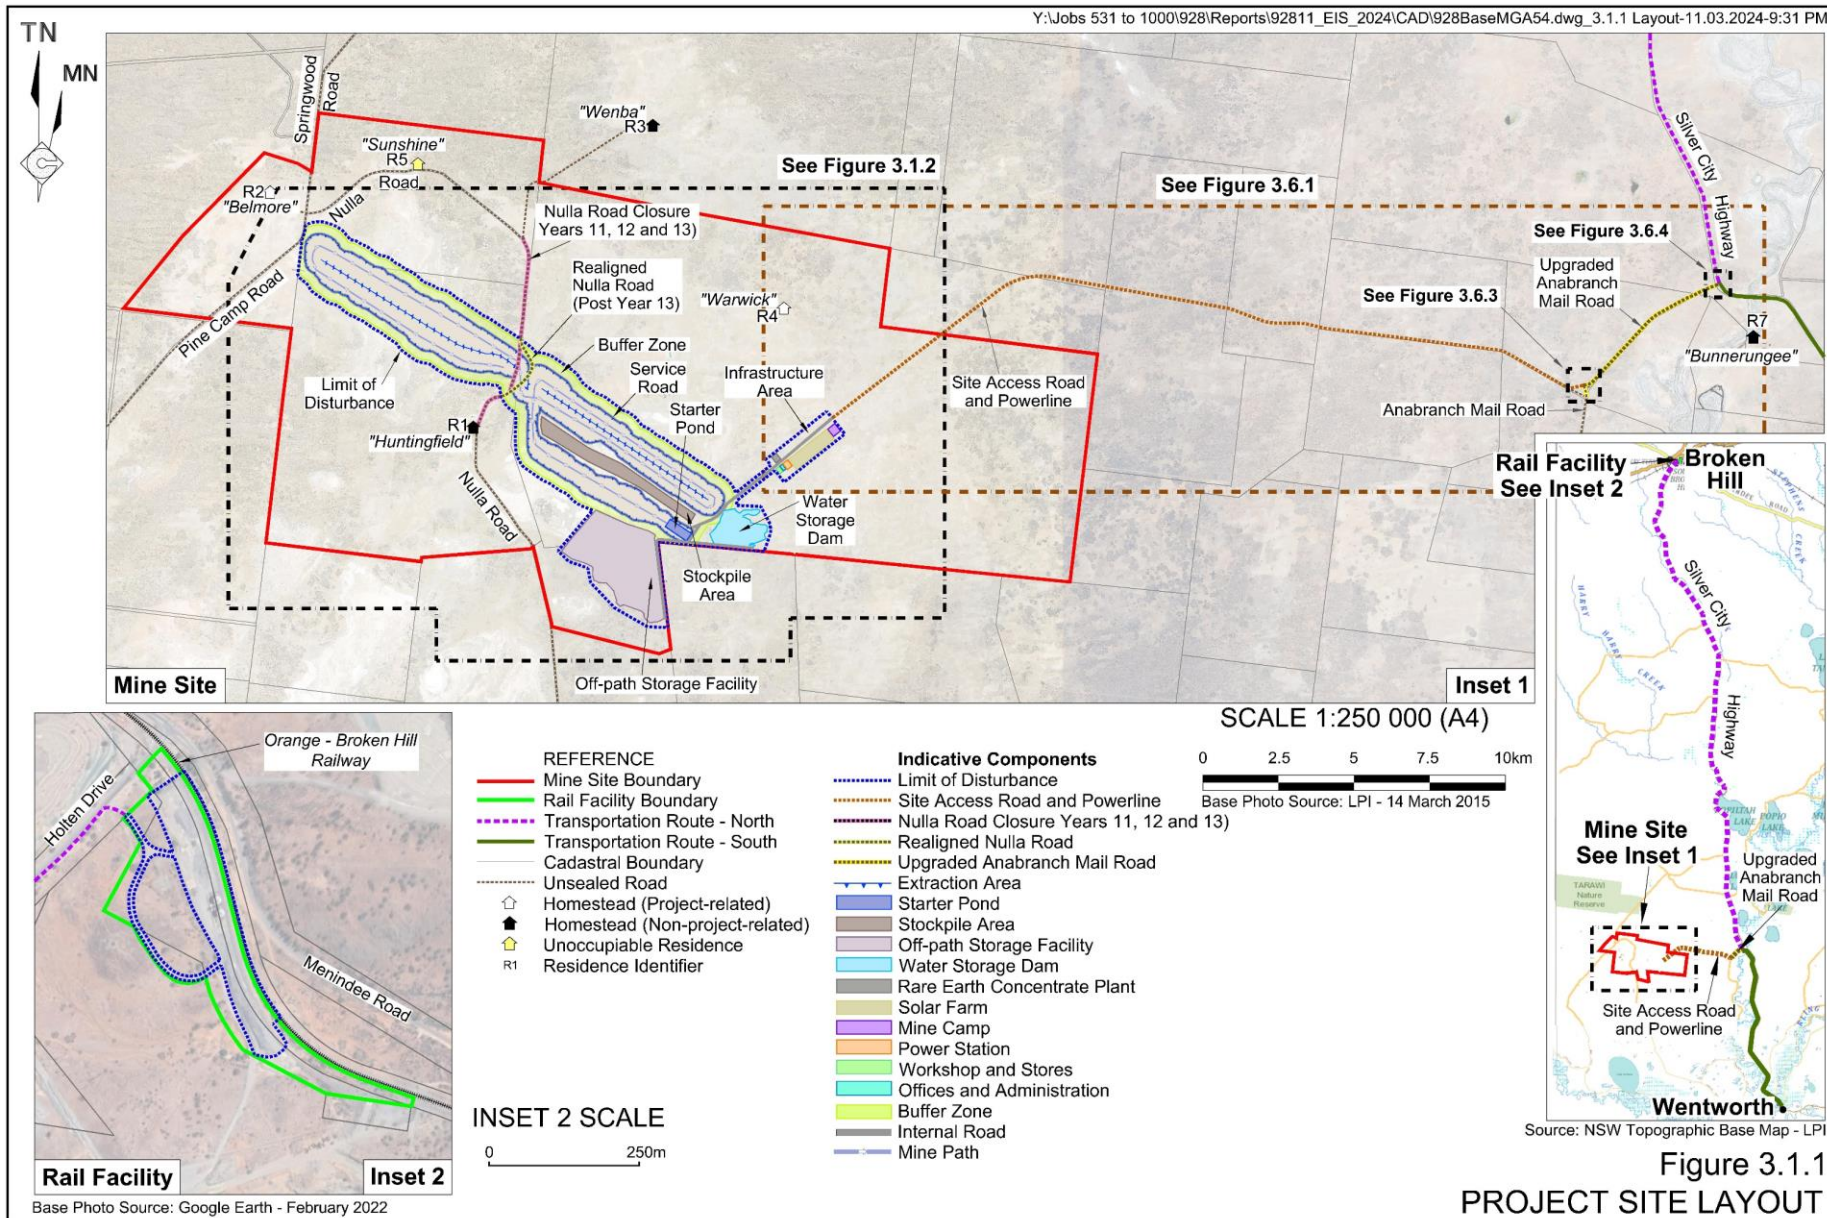 Y:\Jobs 531 to 1000\928\Reports\92811_EIS_2024\CAD\928BaseMGA54.dwg_3.1.1 Layout-11.03.2024-9:31 PM
TN
MN
Springwood
Road
"Wenba"
R3
"Sunshine"
R5
Road
R2
"Belmore"
Nulla
See Figure 3.1.2
See Figure 3.6.1
Silver City
Highway
Nulla Road Closure
Years 11, 12 and 13)
See Figure 3.6.4
Realigned
Nulla Road
(Post Year 13)
Upgraded
Anabranch
Mail Road
See Figure 3.6.3
"Warwick"
R4
Pine Camp Road
R7
"Bunnerungee"
Buffer Zone
Service
Road
Infrastructure
Area
Limit of
Disturbance
Site Access Road
and Powerline
Starter
Pond
Anabranch Mail Road
R1
"Huntingfield"
Nulla Road
Water
Storage
Dam
Stockpile
Area
Off-path Storage Facility
Mine Site
Inset 1
Rail Facility
See Inset 2
Broken
Hill
STEPHENS
CREEK
ROAD
Silver City
Highway
HARRY
CREEK
HARRY
CREEK
POPIO
LAKE
Mine Site
See Inset 1
Upgraded
Anabranch
Mail Road
TARAWI
Nature
Reserve
Site Access Road
and Powerline
Wentworth
Source: NSW Topographic Base Map - LPI
SCALE 1:250 000 (A4)
0 2.5 5 7.5 10km
Base Photo Source: LPI - 14 March 2015
Orange - Broken Hill
Railway
Holten Drive
Menindee Road
Rail Facility
Inset 2
Base Photo Source: Google Earth - February 2022
REFERENCE
Mine Site Boundary
Rail Facility Boundary
Transportation Route - North
Transportation Route - South
Cadastral Boundary
Unsealed Road
Homestead (Project-related)
Homestead (Non-project-related)
Unoccupiable Residence
R1 Residence Identifier
INSET 2 SCALE
0 250m
Indicative Components
Limit of Disturbance
Site Access Road and Powerline
Nulla Road Closure Years 11, 12 and 13)
Realigned Nulla Road
Upgraded Anabranch Mail Road
Extraction Area
Starter Pond
Stockpile Area
Off-path Storage Facility
Water Storage Dam
Rare Earth Concentrate Plant
Solar Farm
Mine Camp
Power Station
Workshop and Stores
Offices and Administration
Buffer Zone
Internal Road
Mine Path
Figure 3.1.1
PROJECT SITE LAYOUT